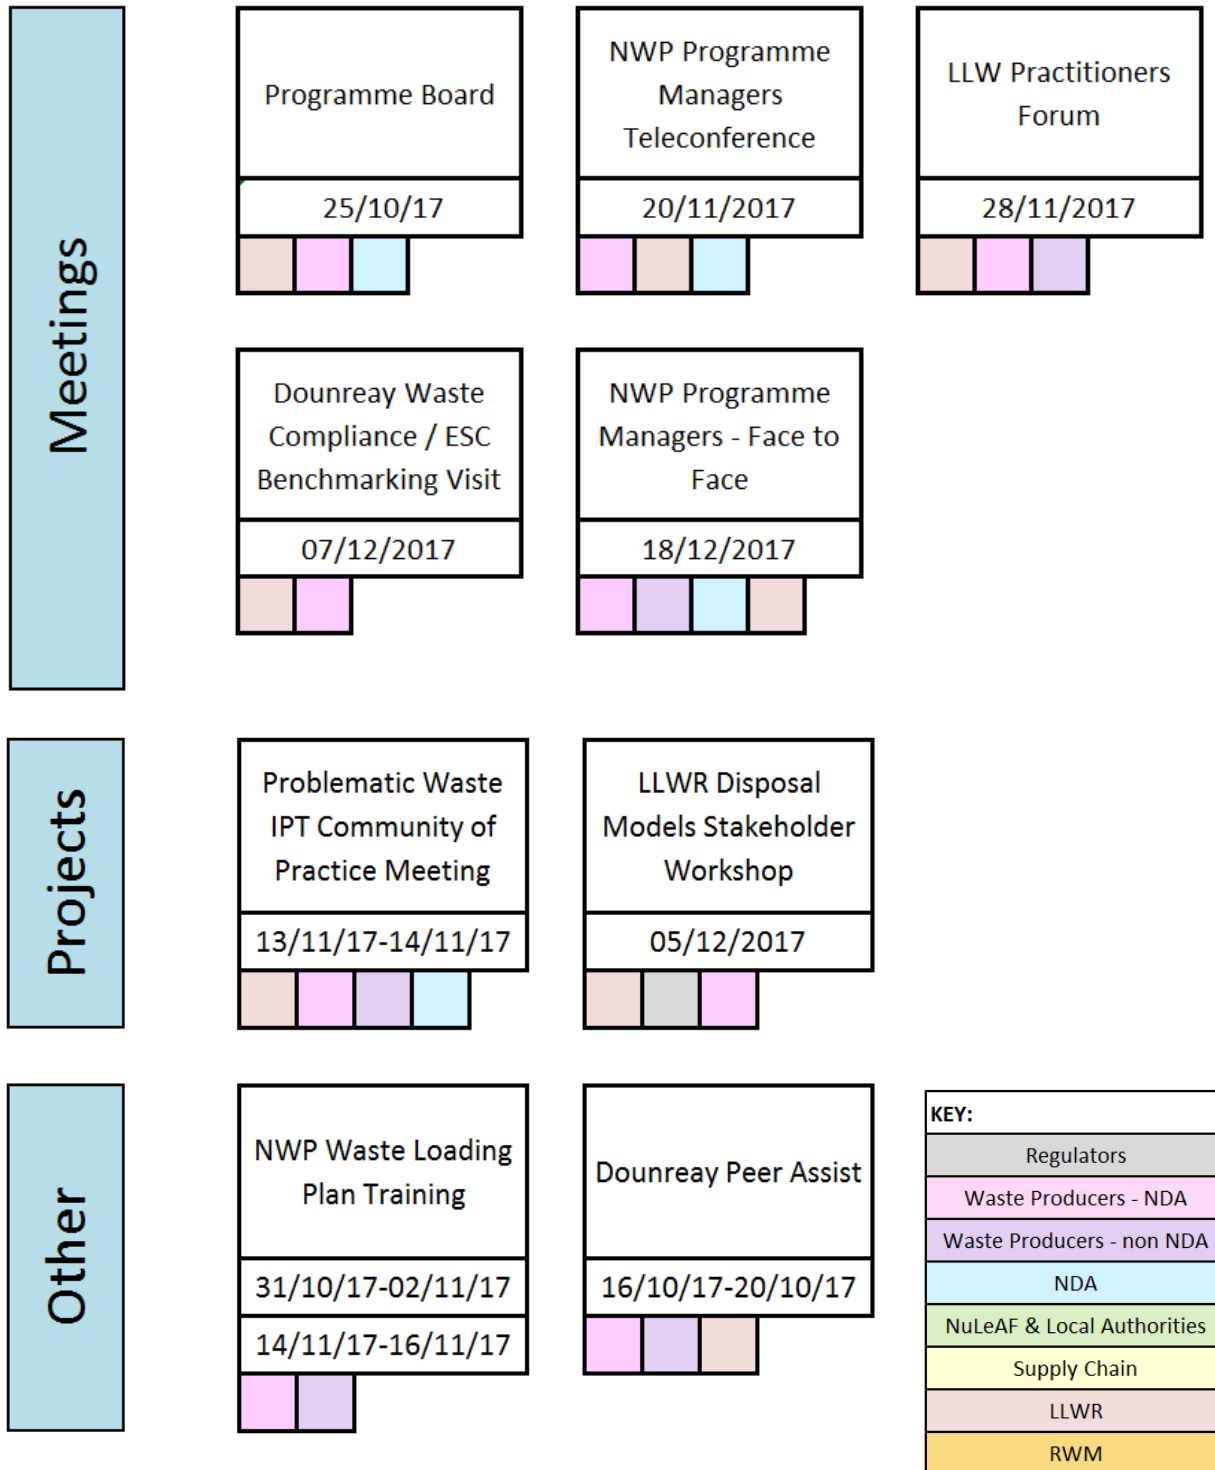 Meetings
Programme Board
25/10/17
NWP Programme
Managers
Teleconference
20/11/2017
LLW Practitioners
Forum
28/11/2017
Dounreay Waste
Compliance / ESC
Benchmarking Visit
07/12/2017
NWP Programme
Managers - Face to
Face
18/12/2017
Projects
Problematic Waste
IPT Community of
Practice Meeting
13/11/17-14/11/17
LLWR Disposal
Models Stakeholder
Workshop
05/12/2017
Other
NWP Waste Loading
Plan Training
31/10/17-02/11/17
14/11/17-16/11/17
Dounreay Peer Assist
16/10/17-20/10/17
KEY:
Regulators
Waste Producers - NDA
Waste Producers - non NDA
NDA
NuLeAF & Local Authorities
Supply Chain
LLWR
RWM